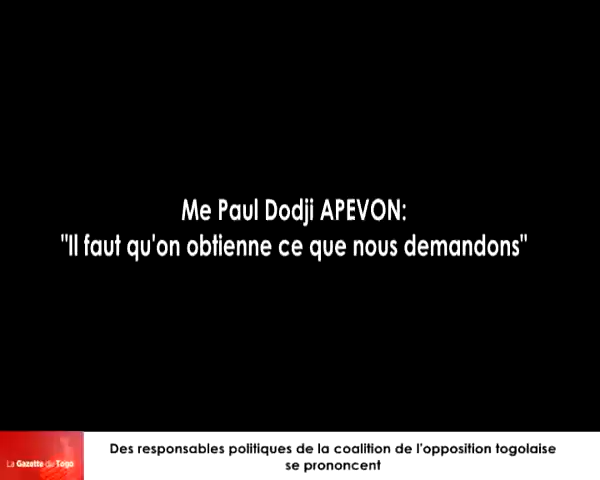 Me Paul Dodji APEVON:
"Il faut qu'on obtienne ce que nous demandons"
La Gazette du Togo
Des responsables politiques de la coalition de l'opposition togolaise
se prononcent